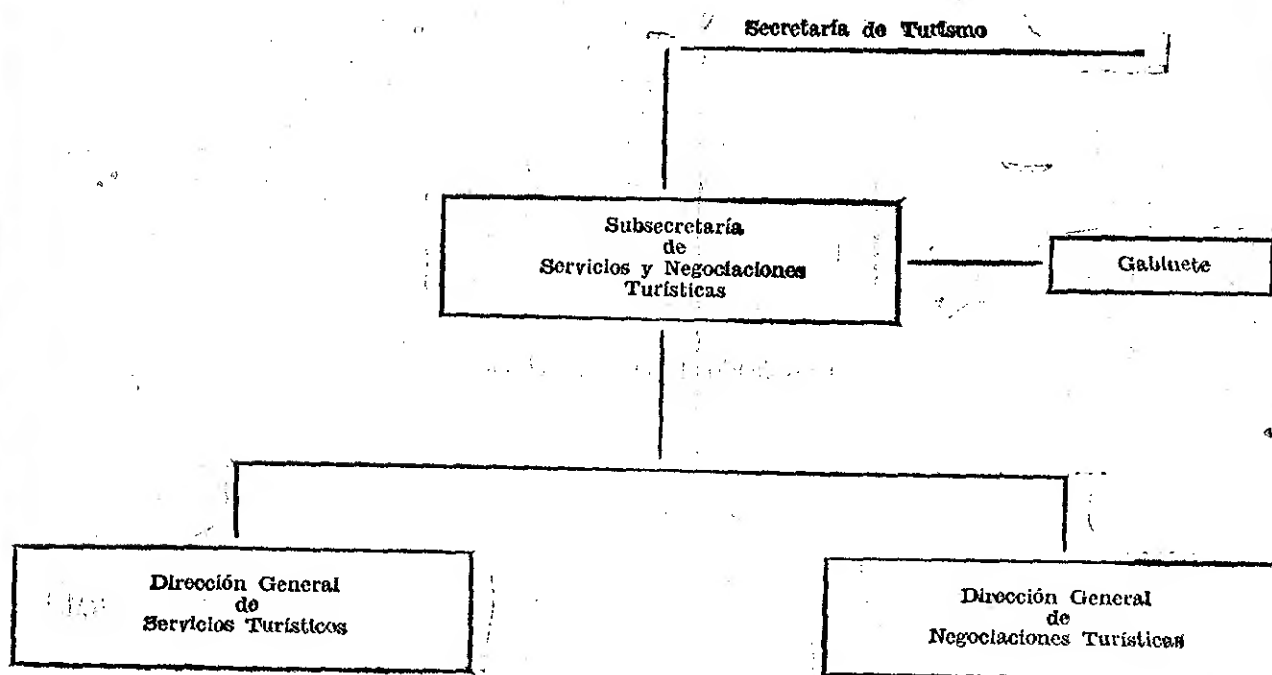 Secretaría de Turismo
Subsecretaría
de
Servicios y Negociaciones
Turísticas
Gabinete
Dirección General
de
Servicios Turísticos
Dirección General
de
Negociaciones Turísticas